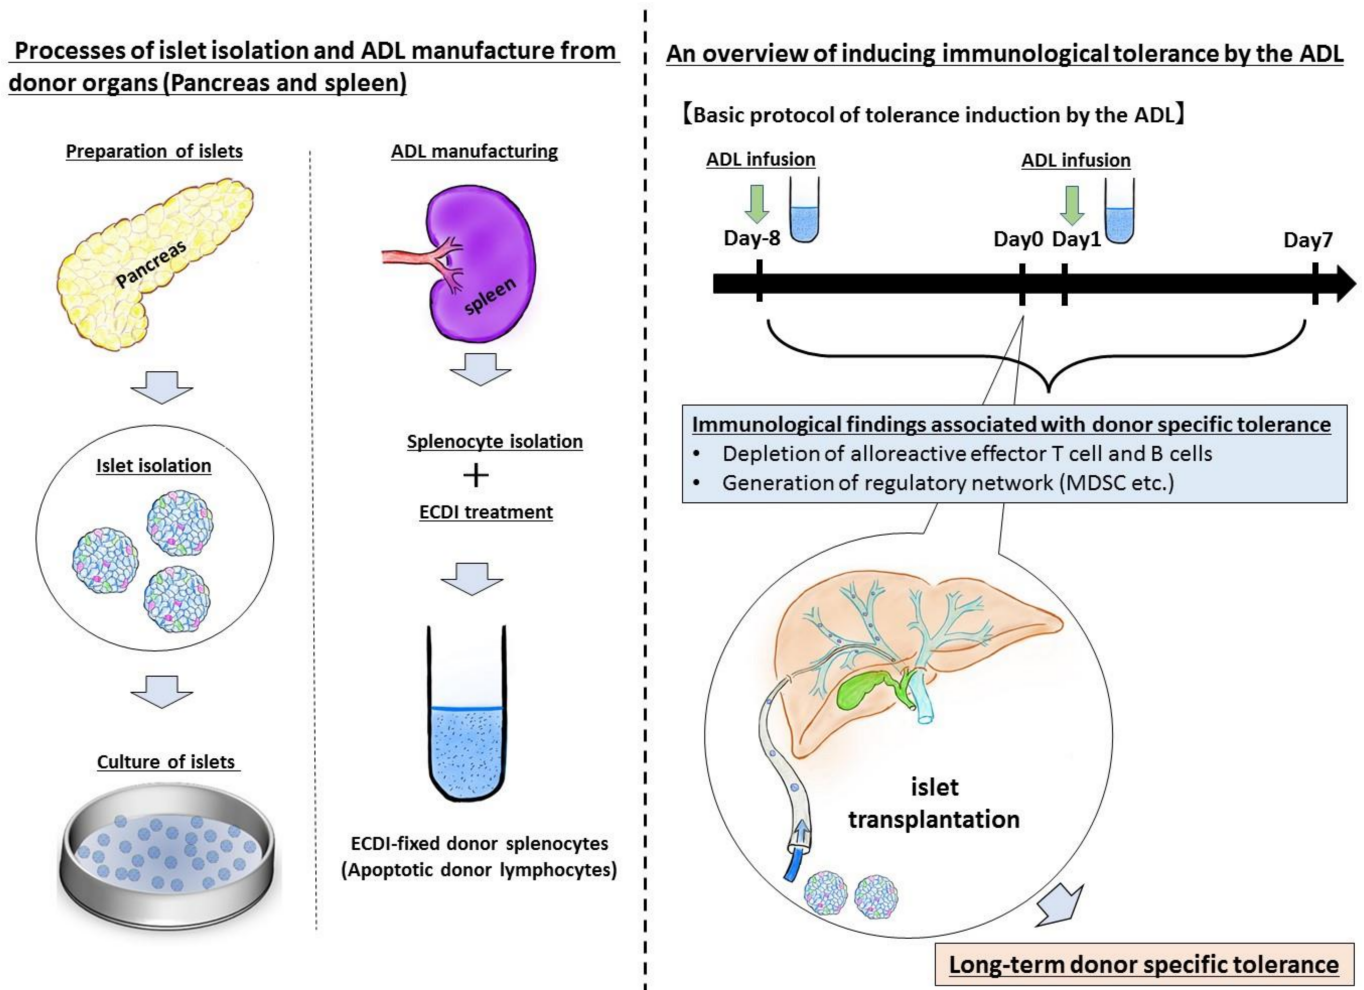 Processes of islet isolation and ADL manufacture from
donor organs (Pancreas and spleen)
Preparation of islets
Pancreas
Islet isolation
Culture of islets
ADL manufacturing
spleen
Splenocyte isolation
+
ECDI treatment
ECDI-fixed donor splenocytes
(Apoptotic donor lymphocytes)
An overview of inducing immunological tolerance by the ADL
【Basic protocol of tolerance induction by the ADL】
ADL infusion
ADL infusion
Day-8
Day0
Day1
Day7
Immunological findings associated with donor specific tolerance
• Depletion of alloreactive effector T cell and B cells
• Generation of regulatory network (MDSC etc.)
islet
transplantation
Long-term donor specific tolerance